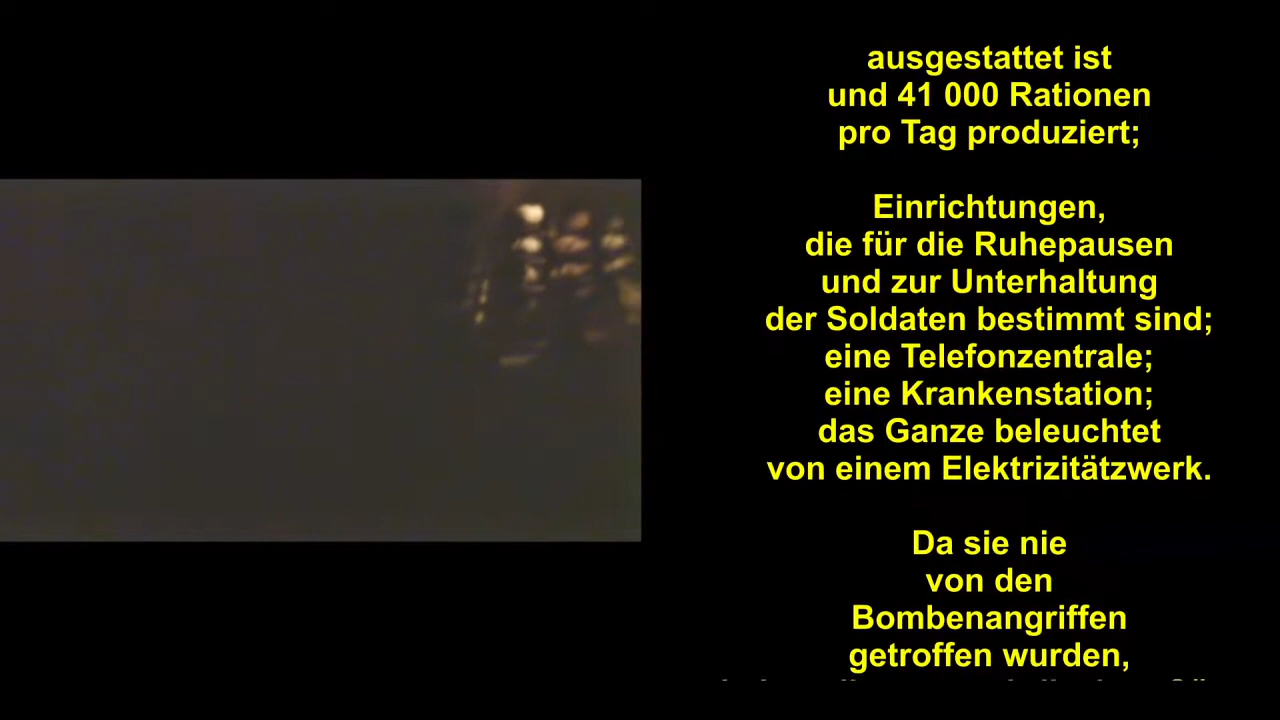 ausgestattet ist
und 41 000 Rationen
pro Tag produziert;
Einrichtungen,
die für die Ruhepausen
und zur Unterhaltung
der Soldaten bestimmt sind;
eine Telefonzentrale;
eine Krankenstation;
das Ganze beleuchtet
von einem Elektrizitätzwerk.
Da sie nie
von den
Bombenangriffen
getroffen wurden,